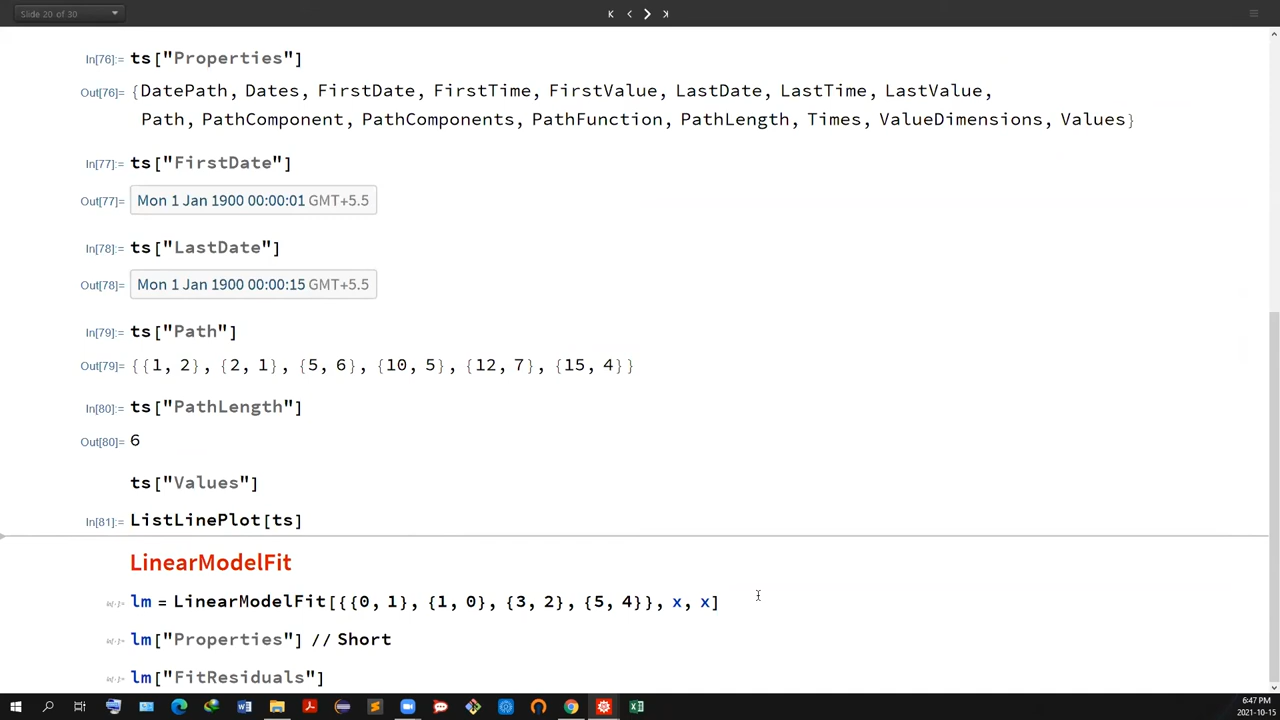 Slide 20 of 30
In[76]:= ts["Properties"]
Out[76]= {DatePath, Dates, FirstDate, FirstTime, FirstValue, LastDate, LastTime, LastValue,
Path, PathComponent, PathComponents, PathFunction, PathLength, Times, ValueDimensions, Values}
In[77]:= ts["FirstDate"]
Out[77]= Mon 1 Jan 1900 00:00:01 GMT+5.5
In[78]:= ts["LastDate"]
Out[78]= Mon 1 Jan 1900 00:00:15 GMT+5.5
In[79]:= ts["Path"]
Out[79]= {{1, 2}, {2, 1}, {5, 6}, {10, 5}, {12, 7}, {15, 4}}
In[80]:= ts["PathLength"]
Out[80]= 6
ts["Values"]
In[81]:= ListLinePlot[ts]
LinearModelFit
In[·]:= lm = LinearModelFit[{{0, 1}, {1, 0}, {3, 2}, {5, 4}}, x, x]
In[·]:= lm["Properties"] // Short
In[·]:= lm["FitResiduals"]
6:47 PM
2021-10-15